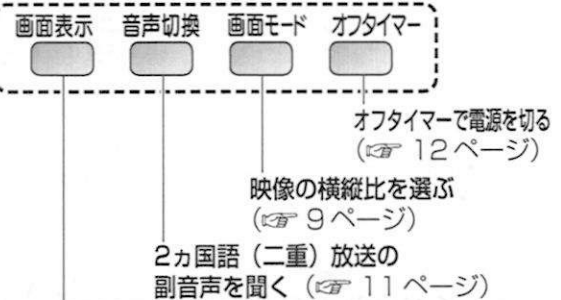 画面表示 音声切換 画面モード オフタイマー
オフタイマーで電源を切る
(☞ 12ページ)
映像の横縦比を選ぶ
(☞ 9ページ)
2ヵ国語(二重)放送の
副音声を聞く(☞ 11ページ)